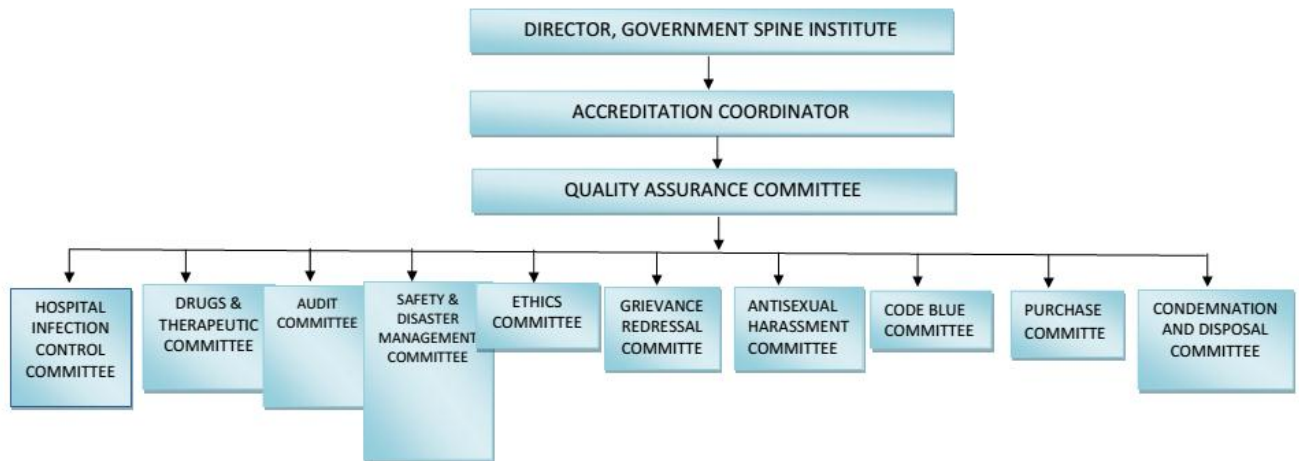 DIRECTOR, GOVERNMENT SPINE INSTITUTE
ACCREDITATION COORDINATOR
QUALITY ASSURANCE COMMITTEE
HOSPITAL
INFECTION
CONTROL
COMMITTEE
DRUGS &
THERAPEUTIC
COMMITTEE
AUDIT
COMMITTEE
SAFETY &
DISASTER
MANAGEMENT
COMMITTEE
ETHICS
COMMITTEE
GRIEVANCE
REDRESSAL
COMMITTE
ANTISEXUAL
HARASSMENT
COMMITTEE
CODE BLUE
COMMITTEE
PURCHASE
COMMITTE
CONDEMNATION
AND DISPOSAL
COMMITTEE